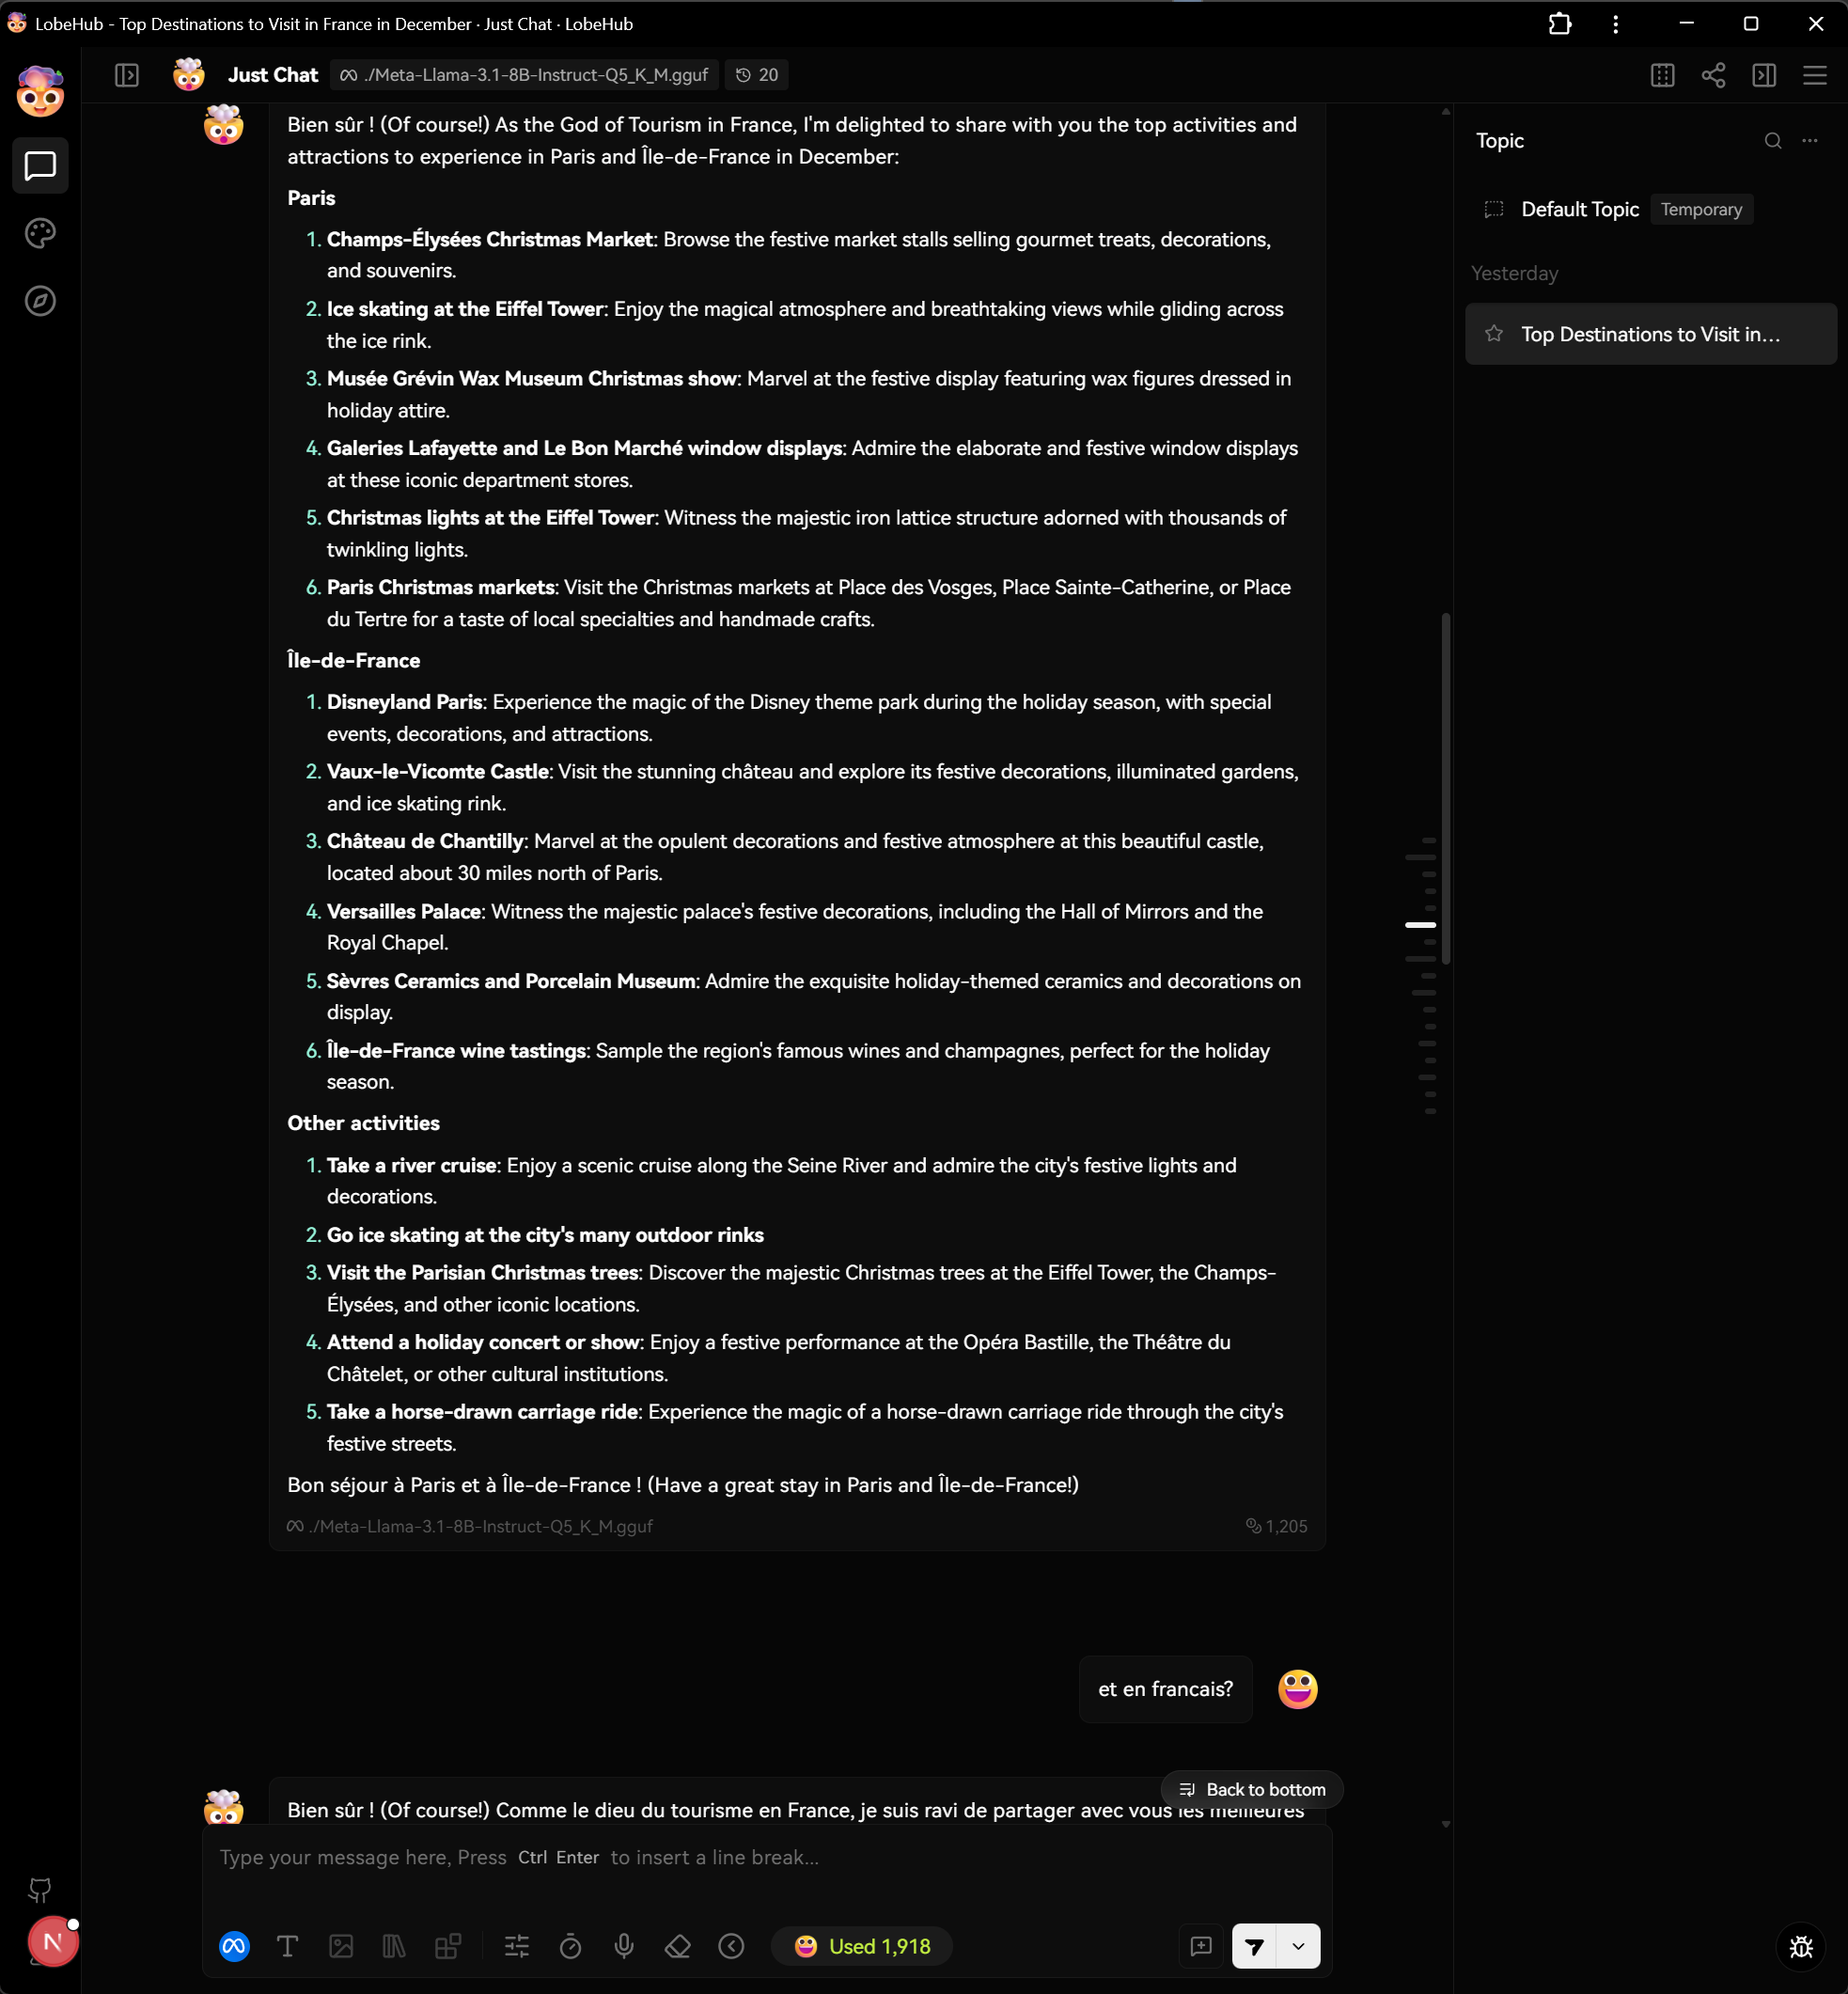 LobeHub - Top Destinations to Visit in France in December · Just Chat · LobeHub
Just Chat
./Meta-Llama-3.1-8B-Instruct-Q5_K_M.gguf
20
Bien sûr ! (Of course!) As the God of Tourism in France, I'm delighted to share with you the top activities and
attractions to experience in Paris and Île-de-France in December:
Paris
1. Champs-Élysées Christmas Market: Browse the festive market stalls selling gourmet treats, decorations,
and souvenirs.
2. Ice skating at the Eiffel Tower: Enjoy the magical atmosphere and breathtaking views while gliding across
the ice rink.
3. Musée Grévin Wax Museum Christmas show: Marvel at the festive display featuring wax figures dressed in
holiday attire.
4. Galeries Lafayette and Le Bon Marché window displays: Admire the elaborate and festive window displays
at these iconic department stores.
5. Christmas lights at the Eiffel Tower: Witness the majestic iron lattice structure adorned with thousands of
twinkling lights.
6. Paris Christmas markets: Visit the Christmas markets at Place des Vosges, Place Sainte-Catherine, or Place
du Tertre for a taste of local specialties and handmade crafts.
Île-de-France
1. Disneyland Paris: Experience the magic of the Disney theme park during the holiday season, with special
events, decorations, and attractions.
2. Vaux-le-Vicomte Castle: Visit the stunning château and explore its festive decorations, illuminated gardens,
and ice skating rink.
3. Château de Chantilly: Marvel at the opulent decorations and festive atmosphere at this beautiful castle,
located about 30 miles north of Paris.
4. Versailles Palace: Witness the majestic palace's festive decorations, including the Hall of Mirrors and the
Royal Chapel.
5. Sèvres Ceramics and Porcelain Museum: Admire the exquisite holiday-themed ceramics and decorations on
display.
6. Île-de-France wine tastings: Sample the region's famous wines and champagnes, perfect for the holiday
season.
Other activities
1. Take a river cruise: Enjoy a scenic cruise along the Seine River and admire the city's festive lights and
decorations.
2. Go ice skating at the city's many outdoor rinks
3. Visit the Parisian Christmas trees: Discover the majestic Christmas trees at the Eiffel Tower, the Champs-
Élysées, and other iconic locations.
4. Attend a holiday concert or show: Enjoy a festive performance at the Opéra Bastille, the Théâtre du
Châtelet, or other cultural institutions.
5. Take a horse-drawn carriage ride: Experience the magic of a horse-drawn carriage ride through the city's
festive streets.
Bon séjour à Paris et à Île-de-France ! (Have a great stay in Paris and Île-de-France!)
./Meta-Llama-3.1-8B-Instruct-Q5_K_M.gguf
1,205
et en francais?
Back to bottom
Bien sûr ! (Of course!) Comme le dieu du tourisme en France, je suis ravi de partager avec vous les meilleures
Type your message here, Press Ctrl Enter to insert a line break...
Used 1,918
N
Topic
Default Topic
Temporary
Yesterday
Top Destinations to Visit in...